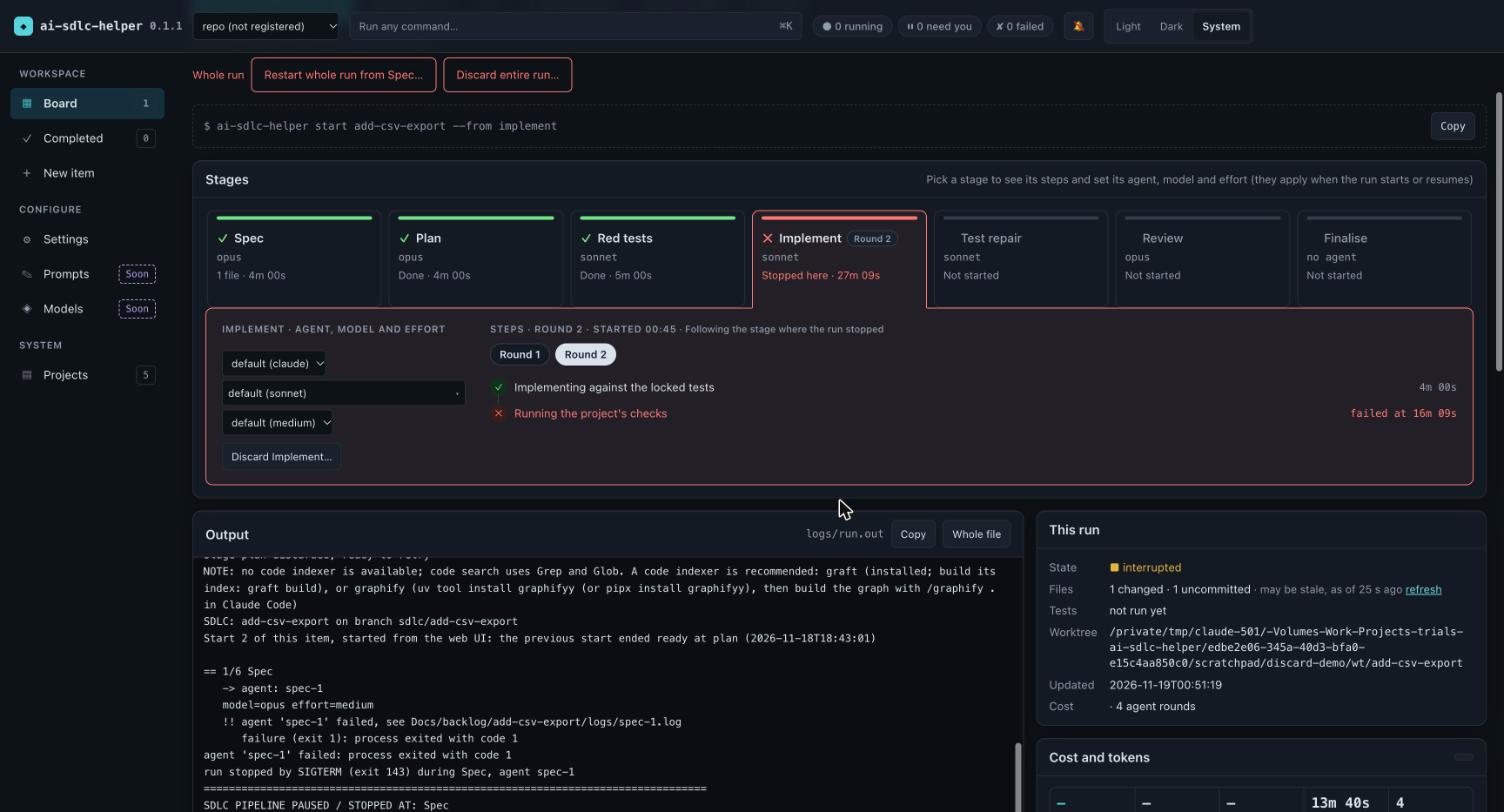 ai-sdlc-helper 0.1.1
repo (not registered)
Run any command... ⌘K
0 running
0 need you
✘ 0 failed
Light Dark System
WORKSPACE
Board 1
Completed 0
+ New item
CONFIGURE
Settings
Prompts Soon
Models Soon
SYSTEM
Projects 5
Whole run Restart whole run from Spec… Discard entire run…
$ ai-sdlc-helper start add-csv-export --from implement
Copy
Stages
Pick a stage to see its steps and set its agent, model and effort (they apply when the run starts or resumes)
Spec
opus
1 file · 4m 00s
Plan
opus
Done · 4m 00s
Red tests
sonnet
Done · 5m 00s
Implement Round 2
sonnet
Stopped here · 27m 09s
Test repair
sonnet
Not started
Review
opus
Not started
Finalise
no agent
Not started
IMPLEMENT · AGENT, MODEL AND EFFORT
default (claude)
default (sonnet)
default (medium)
Discard Implement…
STEPS · ROUND 2 · STARTED 00:45 · Following the stage where the run stopped
Round 1 Round 2
Implementing against the locked tests 4m 00s
Running the project's checks failed at 16m 09s
Output
logs/run.out Copy Whole file
NOTE: no code indexer is available; code search uses Grep and Glob. A code indexer is recommended: graft (installed; build its
index: graft build), or graphify (uv tool install graphifyy (or pipx install graphifyy), then build the graph with /graphify .
in Claude Code)
SDLC: add-csv-export on branch sdlc/add-csv-export
Start 2 of this item, started from the web UI: the previous start ended ready at plan (2026-11-18T18:43:01)
== 1/6 Spec
-> agent: spec-1
model=opus effort=medium
!! agent 'spec-1' failed, see Docs/backlog/add-csv-export/logs/spec-1.log
failure (exit 1): process exited with code 1
agent 'spec-1' failed: process exited with code 1
run stopped by SIGTERM (exit 143) during Spec, agent spec-1
================================================================================
SDLC PIPELINE PAUSED / STOPPED AT: Spec
This run
State interrupted
Files 1 changed · 1 uncommitted · may be stale, as of 25 s ago refresh
Tests not run yet
Worktree /private/tmp/claude-501/-Volumes-Work-Projects-trials-
ai-sdlc-helper/edbe2e06-345a-40d3-bfa0-
e15c4aa850c0/scratchpad/discard-demo/wt/add-csv-export
Updated 2026-11-19T00:51:19
Cost · 4 agent rounds
Cost and tokens
— — — 13m 40s 4